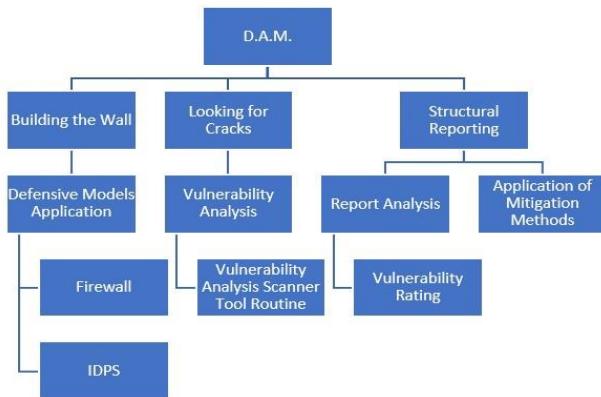 D.A.M.
Building the Wall
Looking for
Cracks
Structural
Reporting
Defensive Models
Application
Vulnerability
Analysis
Report Analysis
Application of
Mitigation
Methods
Firewall
Vulnerability
Analysis Scanner
Tool Routine
Vulnerability
Rating
IDPS